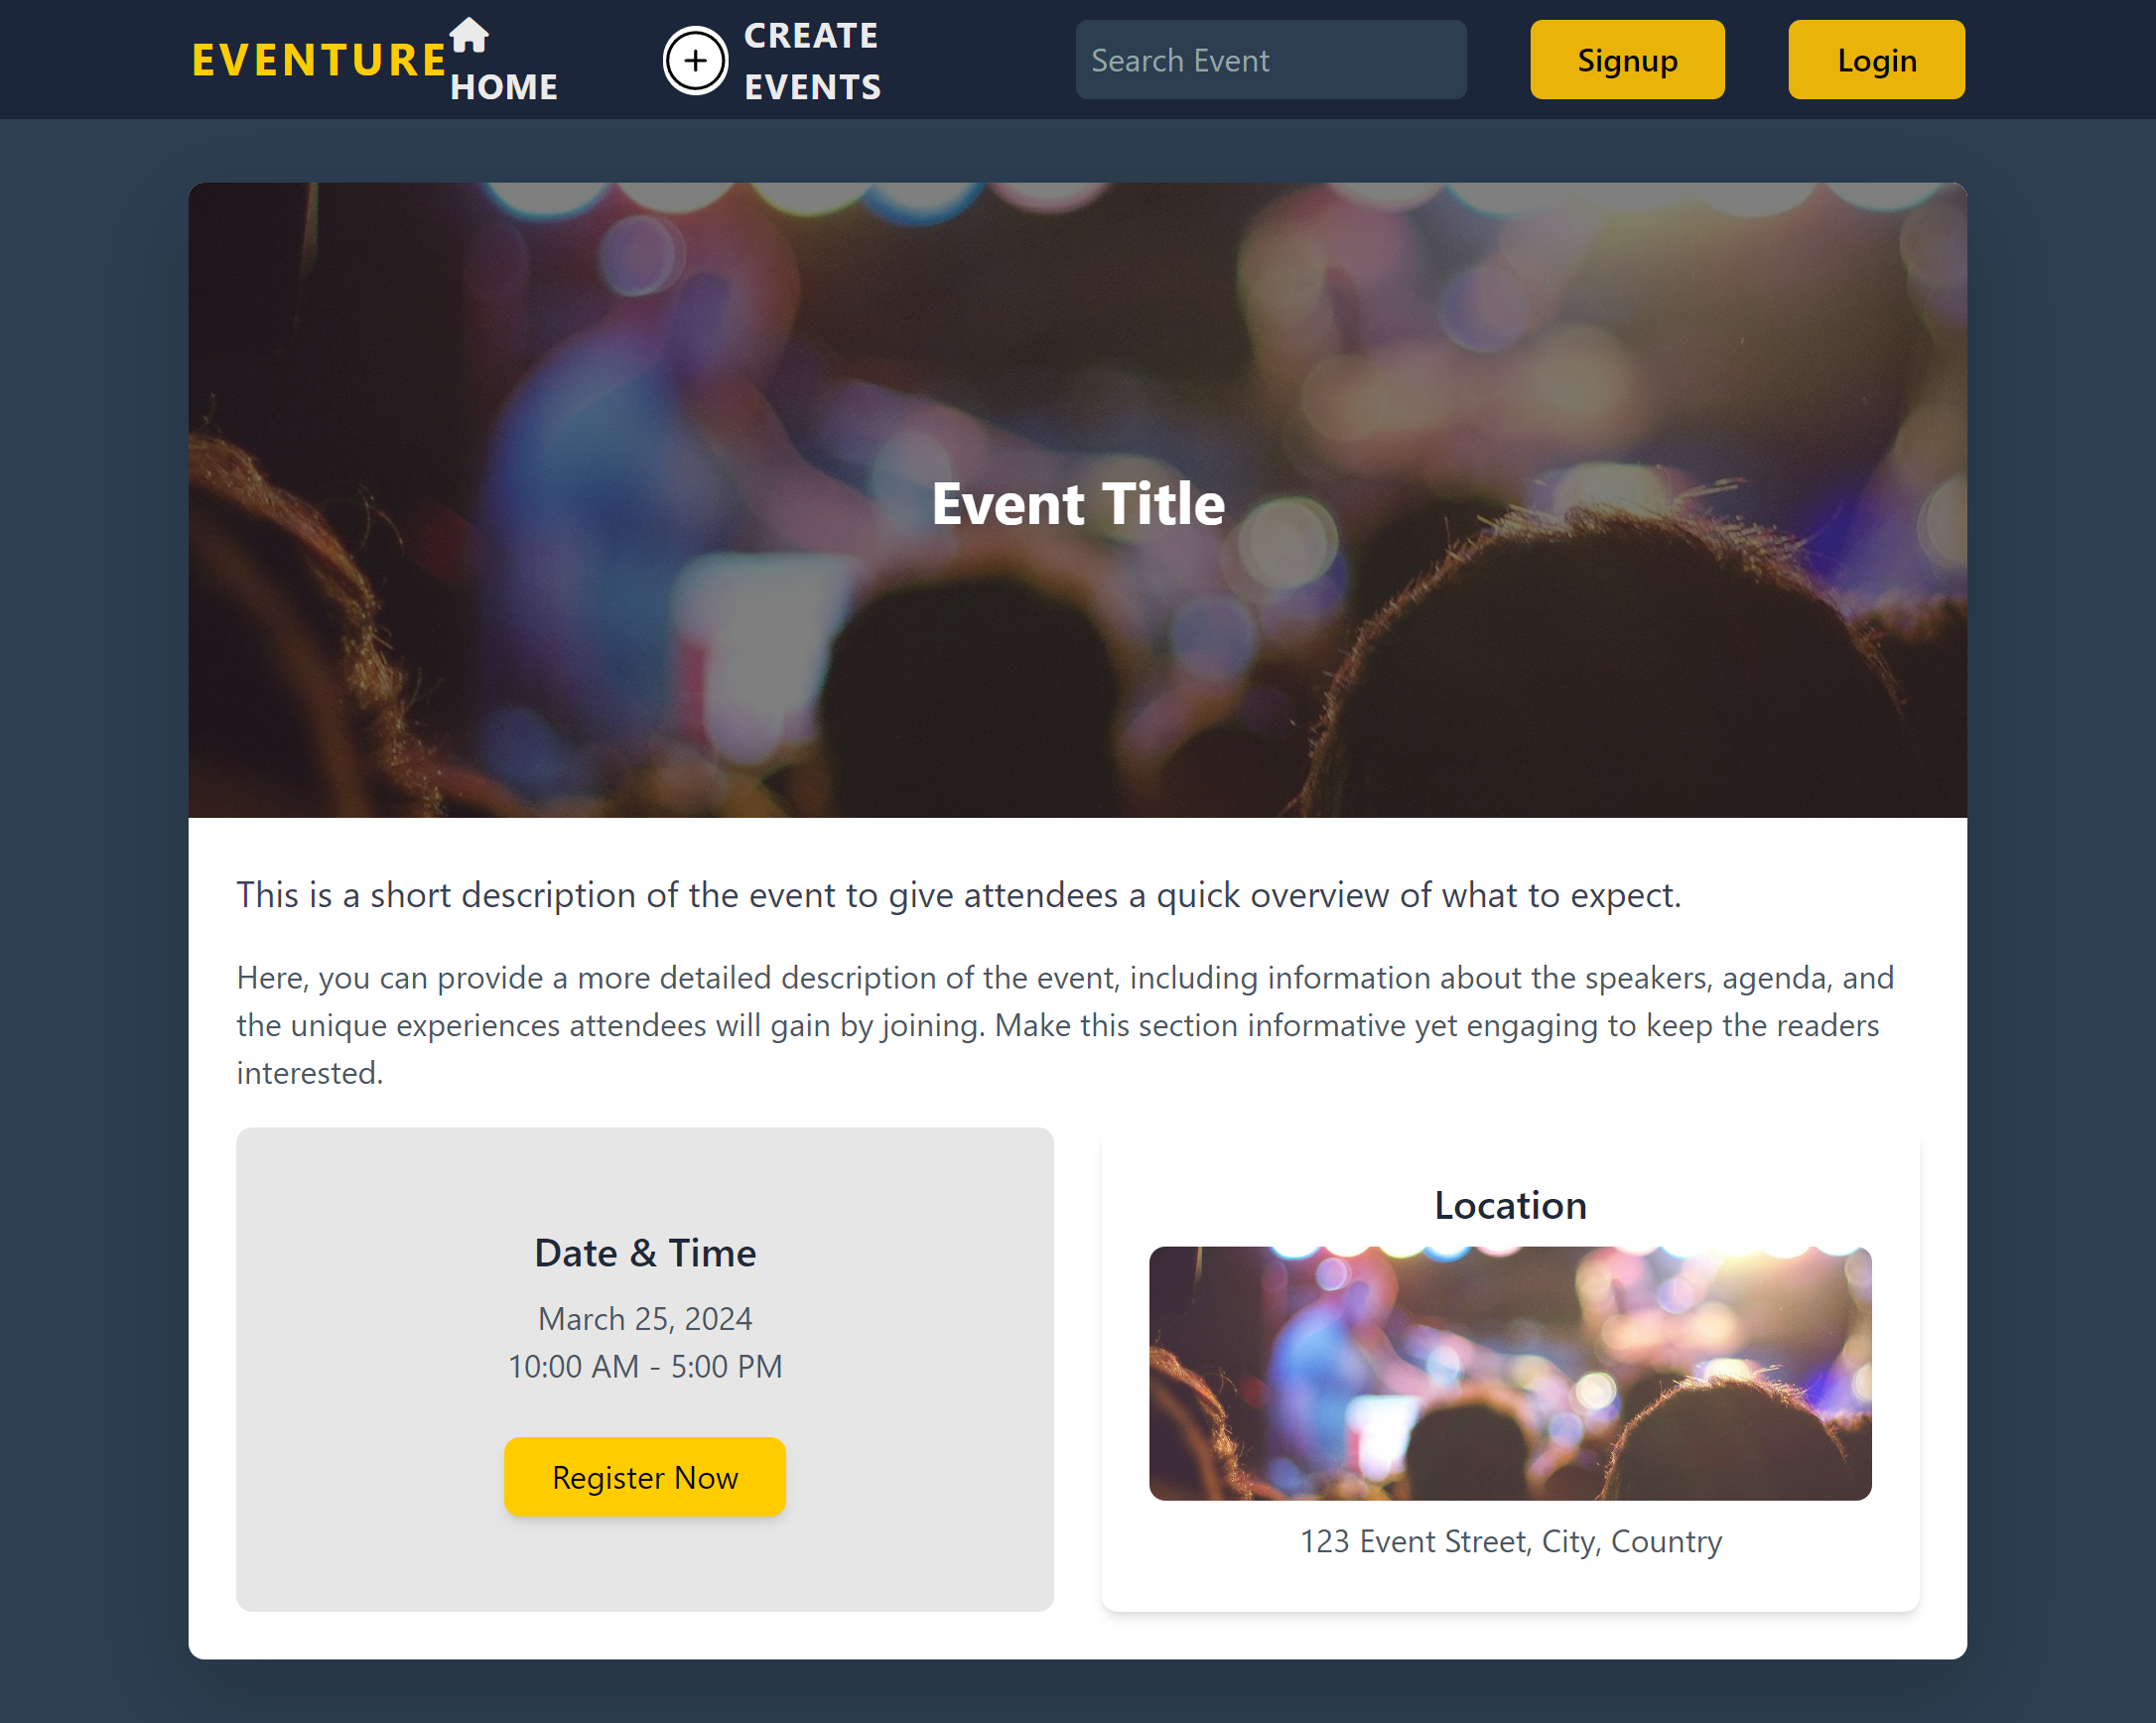 EVENTURE
HOME
CREATE
EVENTS
Search Event
Signup
Login
Event Title
This is a short description of the event to give attendees a quick overview of what to expect.
Here, you can provide a more detailed description of the event, including information about the speakers, agenda, and
the unique experiences attendees will gain by joining. Make this section informative yet engaging to keep the readers
interested.
Date & Time
March 25, 2024
10:00 AM - 5:00 PM
Register Now
Location
123 Event Street, City, Country